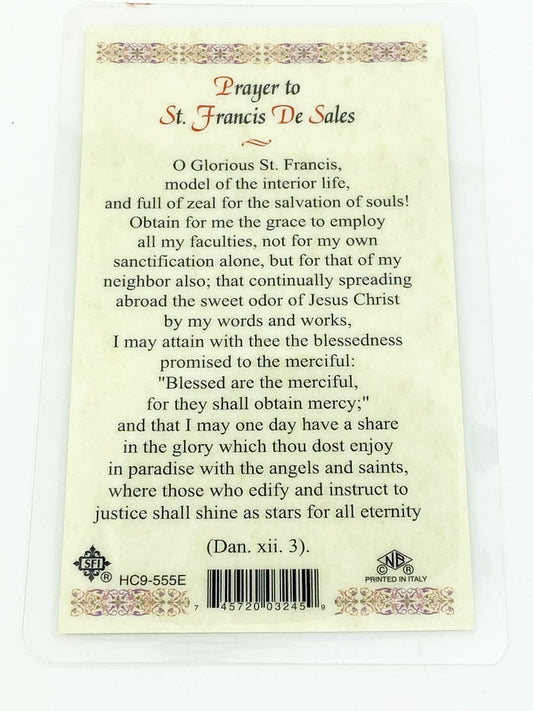 Prayer to
St. Francis De Sales
O Glorious St. Francis,
model of the interior life,
and full of zeal for the salvation of souls!
Obtain for me the grace to employ
all my faculties, not for my own
sanctification alone, but for that of my
neighbor also; that continually spreading
abroad the sweet odor of Jesus Christ
by my words and works,
I may attain with thee the blessedness
promised to the merciful:
"Blessed are the merciful,
for they shall obtain mercy;"
and that I may one day have a share
in the glory which thou dost enjoy
in paradise with the angels and saints,
where those who edify and instruct to
justice shall shine as stars for all eternity
(Dan. xii. 3).
SFI ® HC9-555E
7 45720 03245 9
© NB ®
PRINTED IN ITALY